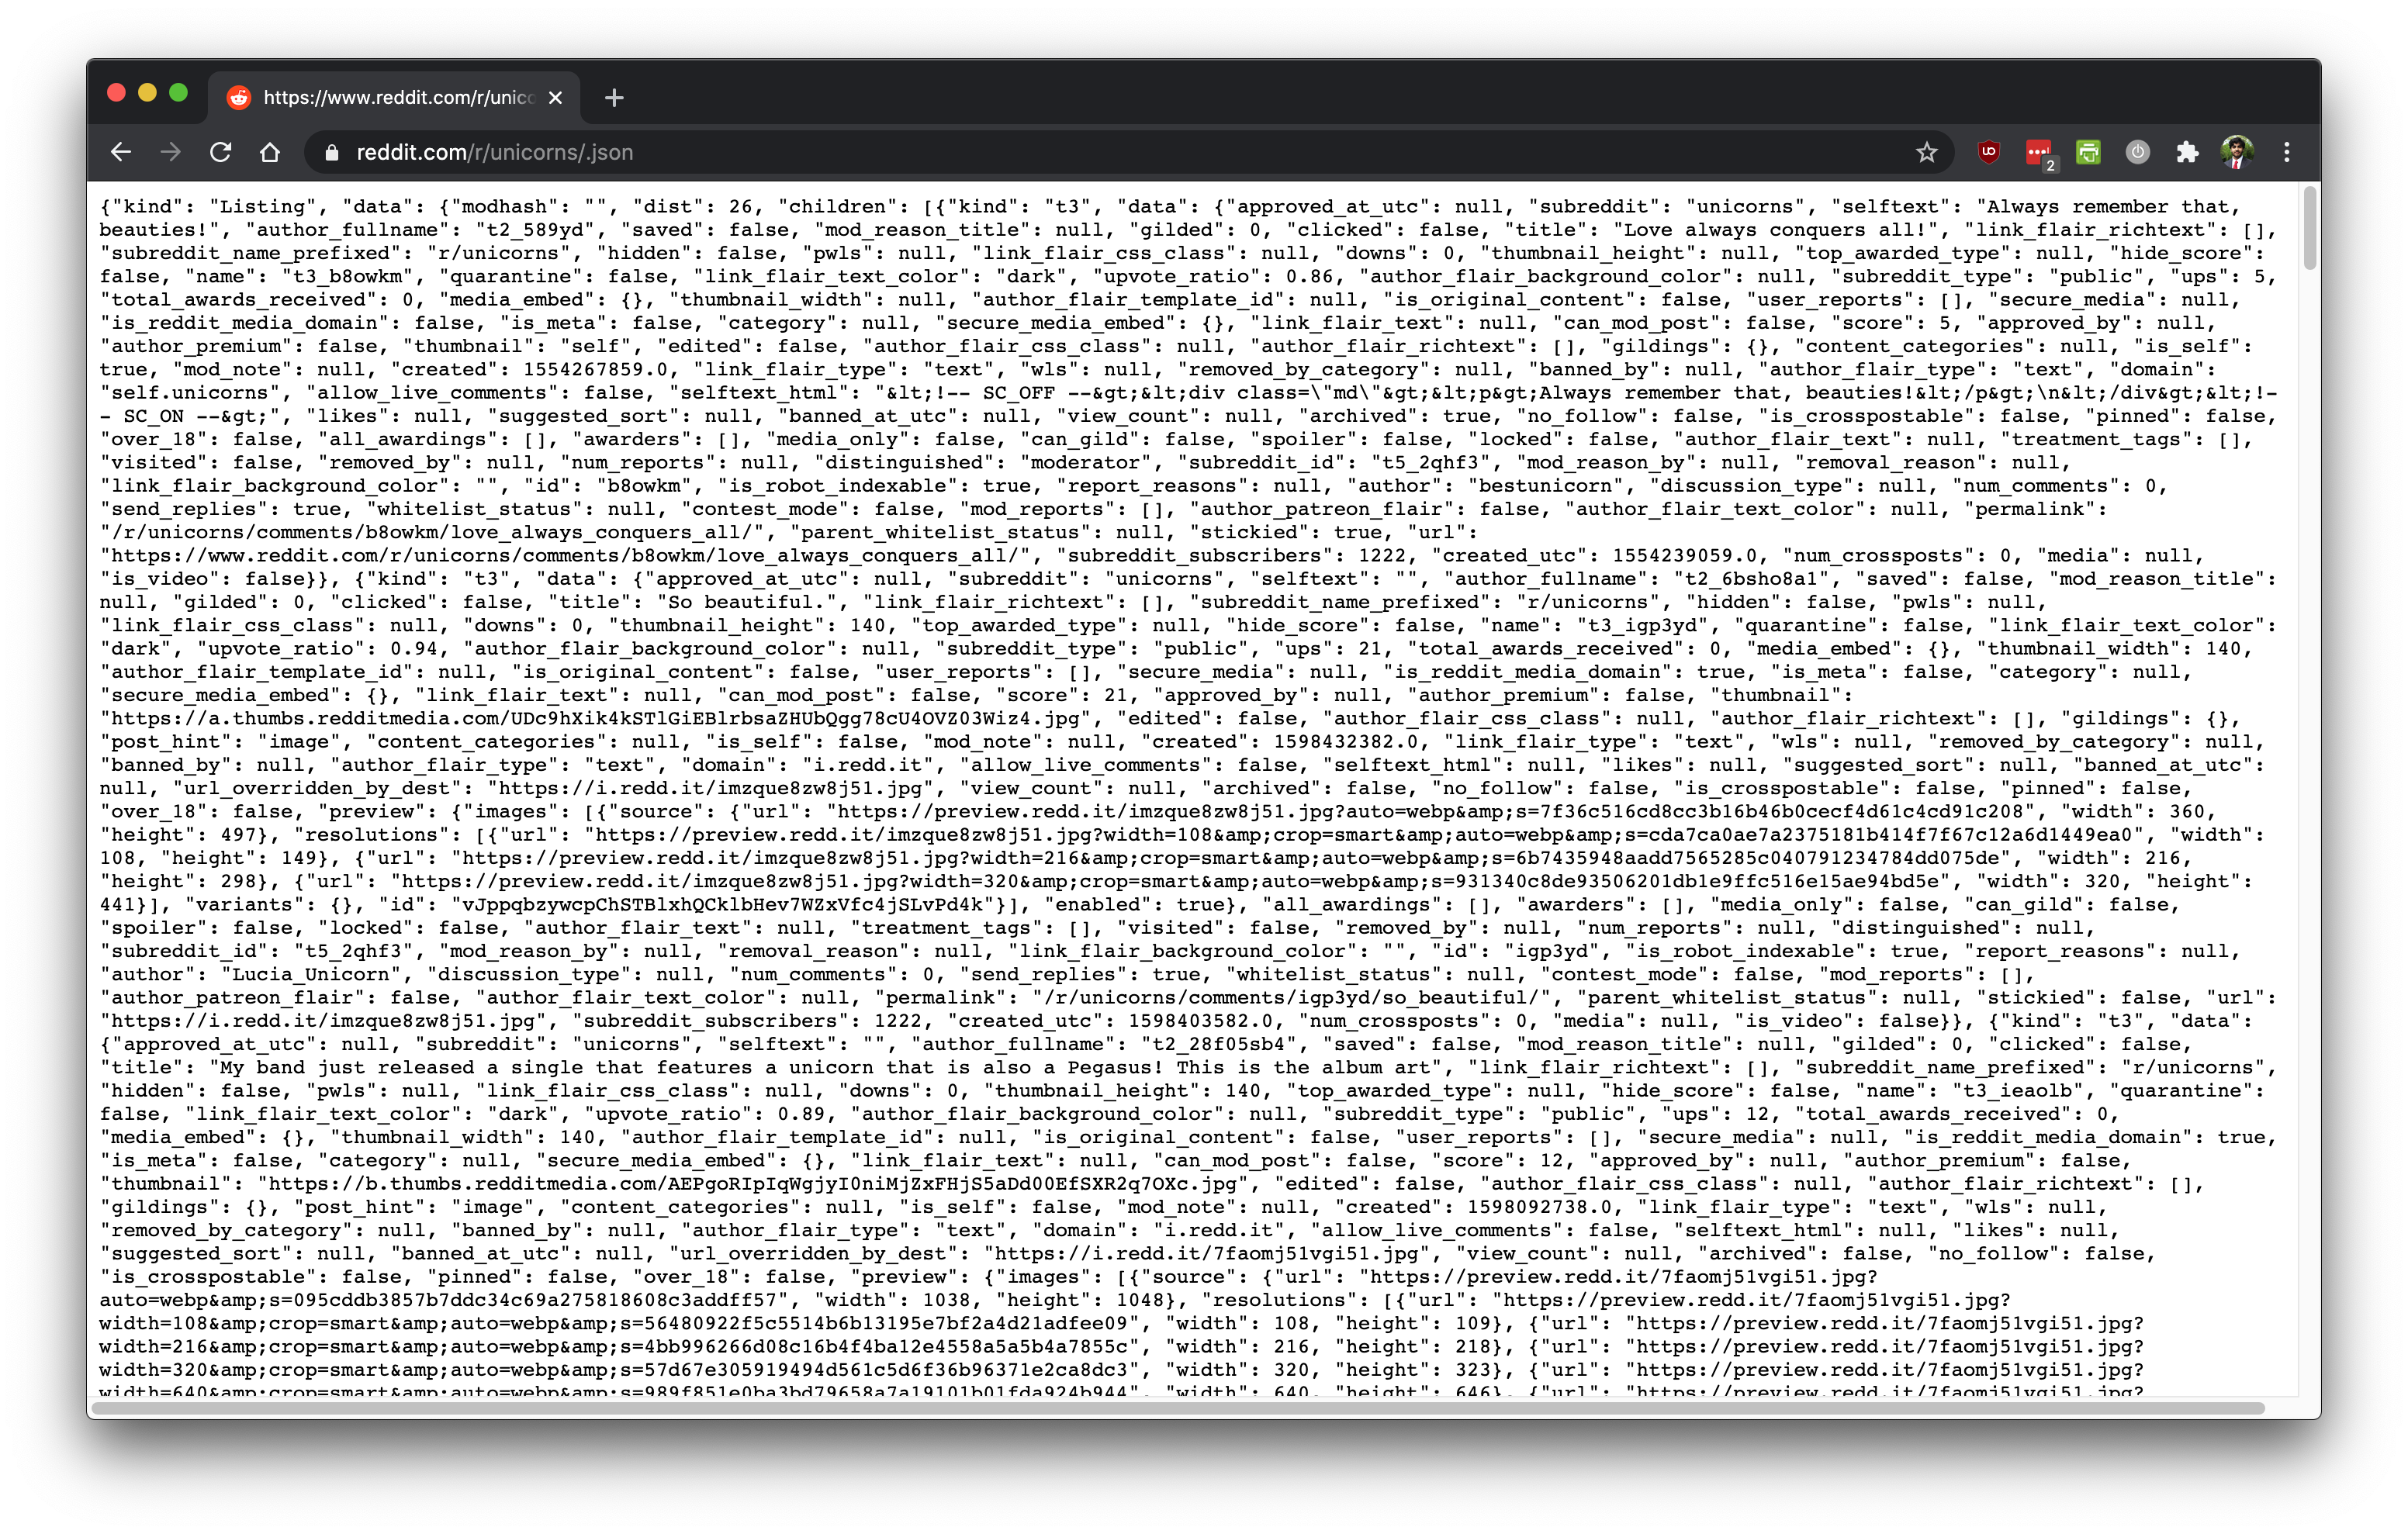 https://www.reddit.com/r/unico
reddit.com/r/unicorns/.json
2
{"kind": "Listing", "data": {"modhash": "", "dist": 26, "children": [{"kind": "t3", "data": {"approved_at_utc": null, "subreddit": "unicorns", "selftext": "Always remember that,
beauties!", "author_fullname": "t2_589yd", "saved": false, "mod_reason_title": null, "gilded": 0, "clicked": false, "title": "Love always conquers all!", "link_flair_richtext": [],
"subreddit_name_prefixed": "r/unicorns", "hidden": false, "pwls": null, "link_flair_css_class": null, "downs": 0, "thumbnail_height": null, "top_awarded_type": null, "hide_score":
false, "name": "t3_b8owkm", "quarantine": false, "link_flair_text_color": "dark", "upvote_ratio": 0.86, "author_flair_background_color": null, "subreddit_type": "public", "ups": 5,
"total_awards_received": 0, "media_embed": {}, "thumbnail_width": null, "author_flair_template_id": null, "is_original_content": false, "user_reports": [], "secure_media": null,
"is_reddit_media_domain": false, "is_meta": false, "category": null, "secure_media_embed": {}, "link_flair_text": null, "can_mod_post": false, "score": 5, "approved_by": null,
"author_premium": false, "thumbnail": "self", "edited": false, "author_flair_css_class": null, "author_flair_richtext": [], "gildings": {}, "content_categories": null, "is_self":
true, "mod_note": null, "created": 1554267859.0, "link_flair_type": "text", "wls": null, "removed_by_category": null, "banned_by": null, "author_flair_type": "text", "domain":
"self.unicorns", "allow_live_comments": false, "selftext_html": "&lt;!-- SC_OFF --&gt;&lt;div class=\"md\"&gt;&lt;p&gt;Always remember that, beauties!&lt;/p&gt;\n&lt;/div&gt;&lt;!-
- SC_ON --&gt;", "likes": null, "suggested_sort": null, "banned_at_utc": null, "view_count": null, "archived": true, "no_follow": false, "is_crosspostable": false, "pinned": false,
"over_18": false, "all_awardings": [], "awarders": [], "media_only": false, "can_gild": false, "spoiler": false, "locked": false, "author_flair_text": null, "treatment_tags": [],
"visited": false, "removed_by": null, "num_reports": null, "distinguished": "moderator", "subreddit_id": "t5_2qhf3", "mod_reason_by": null, "removal_reason": null,
"link_flair_background_color": "", "id": "b8owkm", "is_robot_indexable": true, "report_reasons": null, "author": "bestunicorn", "discussion_type": null, "num_comments": 0,
"send_replies": true, "whitelist_status": null, "contest_mode": false, "mod_reports": [], "author_patreon_flair": false, "author_flair_text_color": null, "permalink":
"/r/unicorns/comments/b8owkm/love_always_conquers_all/", "parent_whitelist_status": null, "stickied": true, "url":
"https://www.reddit.com/r/unicorns/comments/b8owkm/love_always_conquers_all/", "subreddit_subscribers": 1222, "created_utc": 1554239059.0, "num_crossposts": 0, "media": null,
"is_video": false}}, {"kind": "t3", "data": {"approved_at_utc": null, "subreddit": "unicorns", "selftext": "", "author_fullname": "t2_6bsho8a1", "saved": false, "mod_reason_title":
null, "gilded": 0, "clicked": false, "title": "So beautiful.", "link_flair_richtext": [], "subreddit_name_prefixed": "r/unicorns", "hidden": false, "pwls": null,
"link_flair_css_class": null, "downs": 0, "thumbnail_height": 140, "top_awarded_type": null, "hide_score": false, "name": "t3_igp3yd", "quarantine": false, "link_flair_text_color":
"dark", "upvote_ratio": 0.94, "author_flair_background_color": null, "subreddit_type": "public", "ups": 21, "total_awards_received": 0, "media_embed": {}, "thumbnail_width": 140,
"author_flair_template_id": null, "is_original_content": false, "user_reports": [], "secure_media": null, "is_reddit_media_domain": true, "is_meta": false, "category": null,
"secure_media_embed": {}, "link_flair_text": null, "can_mod_post": false, "score": 21, "approved_by": null, "author_premium": false, "thumbnail":
"https://a.thumbs.redditmedia.com/UDc9hXik4kSTlGiEBlrbsaZHUbQgg78cU4OVZ03Wiz4.jpg", "edited": false, "author_flair_css_class": null, "author_flair_richtext": [], "gildings": {},
"post_hint": "image", "content_categories": null, "is_self": false, "mod_note": null, "created": 1598432382.0, "link_flair_type": "text", "wls": null, "removed_by_category": null,
"banned_by": null, "author_flair_type": "text", "domain": "i.redd.it", "allow_live_comments": false, "selftext_html": null, "likes": null, "suggested_sort": null, "banned_at_utc":
null, "url_overridden_by_dest": "https://i.redd.it/imzque8zw8j51.jpg", "view_count": null, "archived": false, "no_follow": false, "is_crosspostable": false, "pinned": false,
"over_18": false, "preview": {"images": [{"source": {"url": "https://preview.redd.it/imzque8zw8j51.jpg?auto=webp&amp;s=7f36c516cd8cc3b16b46b0cecf4d61c4cd91c208", "width": 360,
"height": 497}, "resolutions": [{"url": "https://preview.redd.it/imzque8zw8j51.jpg?width=108&amp;crop=smart&amp;auto=webp&amp;s=cda7ca0ae7a2375181b414f7f67c12a6d1449ea0", "width":
108, "height": 149}, {"url": "https://preview.redd.it/imzque8zw8j51.jpg?width=216&amp;crop=smart&amp;auto=webp&amp;s=6b7435948aadd7565285c040791234784dd075de", "width": 216,
"height": 298}, {"url": "https://preview.redd.it/imzque8zw8j51.jpg?width=320&amp;crop=smart&amp;auto=webp&amp;s=931340c8de93506201db1e9ffc516e15ae94bd5e", "width": 320, "height":
441}], "variants": {}, "id": "vJppqbzywcpChSTBlxhQCklbHev7WZxVfc4jSLvPd4k"}], "enabled": true}, "all_awardings": [], "awarders": [], "media_only": false, "can_gild": false,
"spoiler": false, "locked": false, "author_flair_text": null, "treatment_tags": [], "visited": false, "removed_by": null, "num_reports": null, "distinguished": null,
"subreddit_id": "t5_2qhf3", "mod_reason_by": null, "removal_reason": null, "link_flair_background_color": "", "id": "igp3yd", "is_robot_indexable": true, "report_reasons": null,
"author": "Lucia_Unicorn", "discussion_type": null, "num_comments": 0, "send_replies": true, "whitelist_status": null, "contest_mode": false, "mod_reports": [],
"author_patreon_flair": false, "author_flair_text_color": null, "permalink": "/r/unicorns/comments/igp3yd/so_beautiful/", "parent_whitelist_status": null, "stickied": false, "url":
"https://i.redd.it/imzque8zw8j51.jpg", "subreddit_subscribers": 1222, "created_utc": 1598403582.0, "num_crossposts": 0, "media": null, "is_video": false}}, {"kind": "t3", "data":
{"approved_at_utc": null, "subreddit": "unicorns", "selftext": "", "author_fullname": "t2_28f05sb4", "saved": false, "mod_reason_title": null, "gilded": 0, "clicked": false,
"title": "My band just released a single that features a unicorn that is also a Pegasus! This is the album art", "link_flair_richtext": [], "subreddit_name_prefixed": "r/unicorns",
"hidden": false, "pwls": null, "link_flair_css_class": null, "downs": 0, "thumbnail_height": 140, "top_awarded_type": null, "hide_score": false, "name": "t3_ieaolb", "quarantine":
false, "link_flair_text_color": "dark", "upvote_ratio": 0.89, "author_flair_background_color": null, "subreddit_type": "public", "ups": 12, "total_awards_received": 0,
"media_embed": {}, "thumbnail_width": 140, "author_flair_template_id": null, "is_original_content": false, "user_reports": [], "secure_media": null, "is_reddit_media_domain": true,
"is_meta": false, "category": null, "secure_media_embed": {}, "link_flair_text": null, "can_mod_post": false, "score": 12, "approved_by": null, "author_premium": false,
"thumbnail": "https://b.thumbs.redditmedia.com/AEPgoRIpIqWgjyI0niMjZxFHjS5aDd00EfSXR2q7OXc.jpg", "edited": false, "author_flair_css_class": null, "author_flair_richtext": [],
"gildings": {}, "post_hint": "image", "content_categories": null, "is_self": false, "mod_note": null, "created": 1598092738.0, "link_flair_type": "text", "wls": null,
"removed_by_category": null, "banned_by": null, "author_flair_type": "text", "domain": "i.redd.it", "allow_live_comments": false, "selftext_html": null, "likes": null,
"suggested_sort": null, "banned_at_utc": null, "url_overridden_by_dest": "https://i.redd.it/7faomj51vgi51.jpg", "view_count": null, "archived": false, "no_follow": false,
"is_crosspostable": false, "pinned": false, "over_18": false, "preview": {"images": [{"source": {"url": "https://preview.redd.it/7faomj51vgi51.jpg?
auto=webp&amp;s=095cddb3857b7ddc34c69a275818608c3addff57", "width": 1038, "height": 1048}, "resolutions": [{"url": "https://preview.redd.it/7faomj51vgi51.jpg?
width=108&amp;crop=smart&amp;auto=webp&amp;s=56480922f5c5514b6b13195e7bf2a4d21adfee09", "width": 108, "height": 109}, {"url": "https://preview.redd.it/7faomj51vgi51.jpg?
width=216&amp;crop=smart&amp;auto=webp&amp;s=4bb996266d08c16b4f4ba12e4558a5a5b4a7855c", "width": 216, "height": 218}, {"url": "https://preview.redd.it/7faomj51vgi51.jpg?
width=320&amp;crop=smart&amp;auto=webp&amp;s=57d67e305919494d561c5d6f36b96371e2ca8dc3", "width": 320, "height": 323}, {"url": "https://preview.redd.it/7faomj51vgi51.jpg?
width=640&amp;crop=smart&amp;auto=webp&amp;s=989f851e0ba3bd79658a7a19101b01fda924b944", "width": 640, "height": 646}, {"url": "https://preview.redd.it/7faomj51vgi51.jpg?